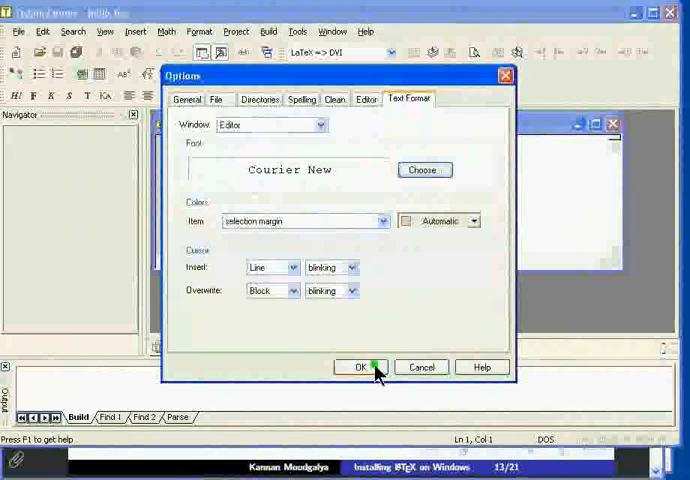 File Edit Search View Insert Math Format Project Build Tools Window Help
LaTeX => DVI
Navigator
Options
General File Directories Spelling Clean Editor Text Format
Window: Editor
Font
Courier New
Choose...
Colors
Item selection margin Automatic
Cursor
Insert: Line blinking
Overwrite: Block blinking
OK Cancel Help
Output
Build Find 1 Find 2 Parse
Press F1 to get help Ln 1, Col 1 DOS
Kannan Moudgalya Installing LATEX on Windows 13/21